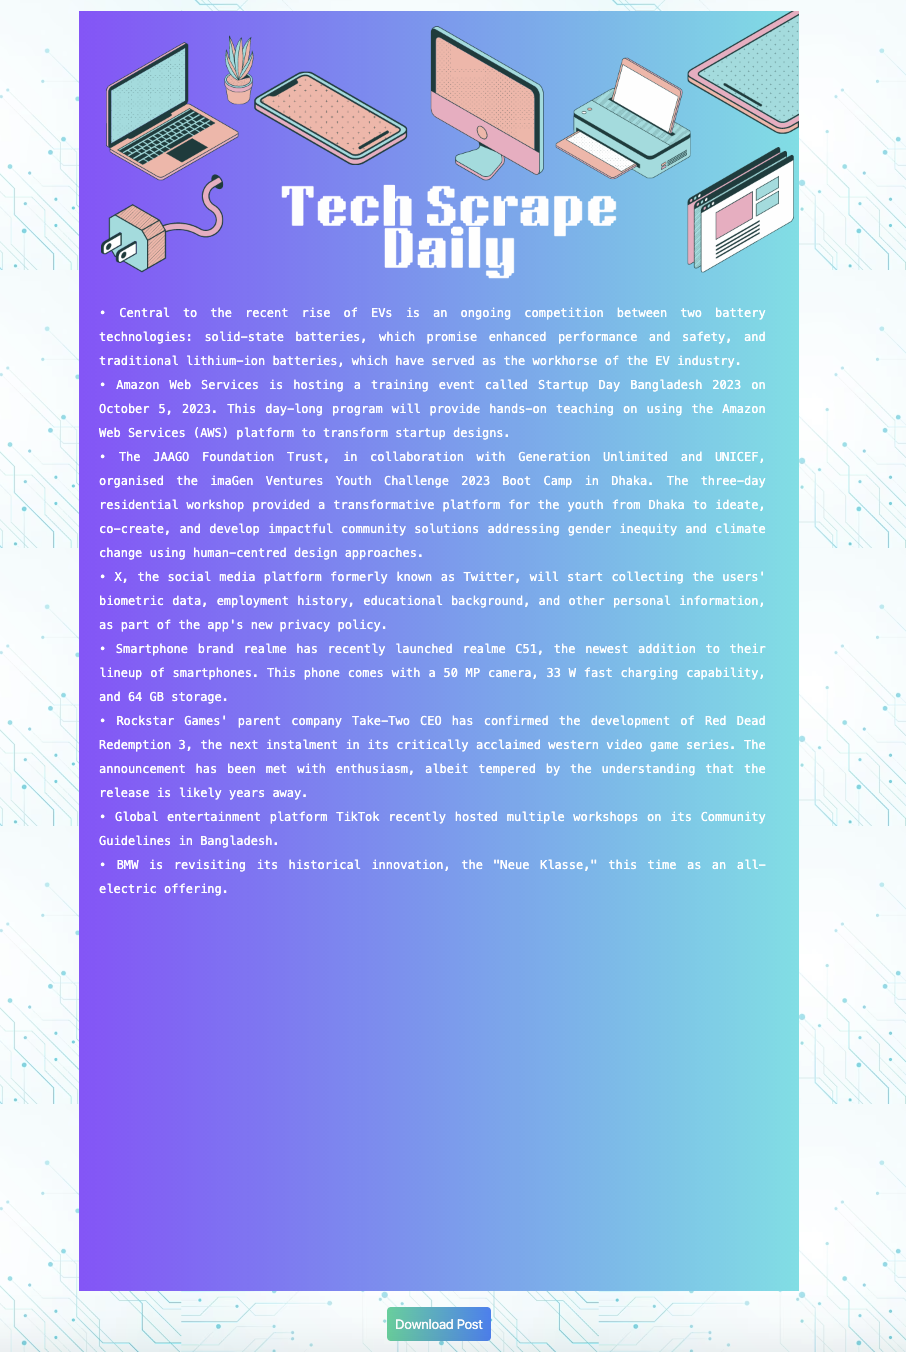 Tech Scrape
Daily
• Central to the recent rise of EVs is an ongoing competition between two battery
technologies: solid-state batteries, which promise enhanced performance and safety, and
traditional lithium-ion batteries, which have served as the workhorse of the EV industry.
• Amazon Web Services is hosting a training event called Startup Day Bangladesh 2023 on
October 5, 2023. This day-long program will provide hands-on teaching on using the Amazon
Web Services (AWS) platform to transform startup designs.
• The JAAGO Foundation Trust, in collaboration with Generation Unlimited and UNICEF,
organised the imaGen Ventures Youth Challenge 2023 Boot Camp in Dhaka. The three-day
residential workshop provided a transformative platform for the youth from Dhaka to ideate,
co-create, and develop impactful community solutions addressing gender inequity and climate
change using human-centred design approaches.
• X, the social media platform formerly known as Twitter, will start collecting the users'
biometric data, employment history, educational background, and other personal information,
as part of the app's new privacy policy.
• Smartphone brand realme has recently launched realme C51, the newest addition to their
lineup of smartphones. This phone comes with a 50 MP camera, 33 W fast charging capability,
and 64 GB storage.
• Rockstar Games' parent company Take-Two CEO has confirmed the development of Red Dead
Redemption 3, the next instalment in its critically acclaimed western video game series. The
announcement has been met with enthusiasm, albeit tempered by the understanding that the
release is likely years away.
• Global entertainment platform TikTok recently hosted multiple workshops on its Community
Guidelines in Bangladesh.
• BMW is revisiting its historical innovation, the "Neue Klasse," this time as an all-
electric offering.
Download Post